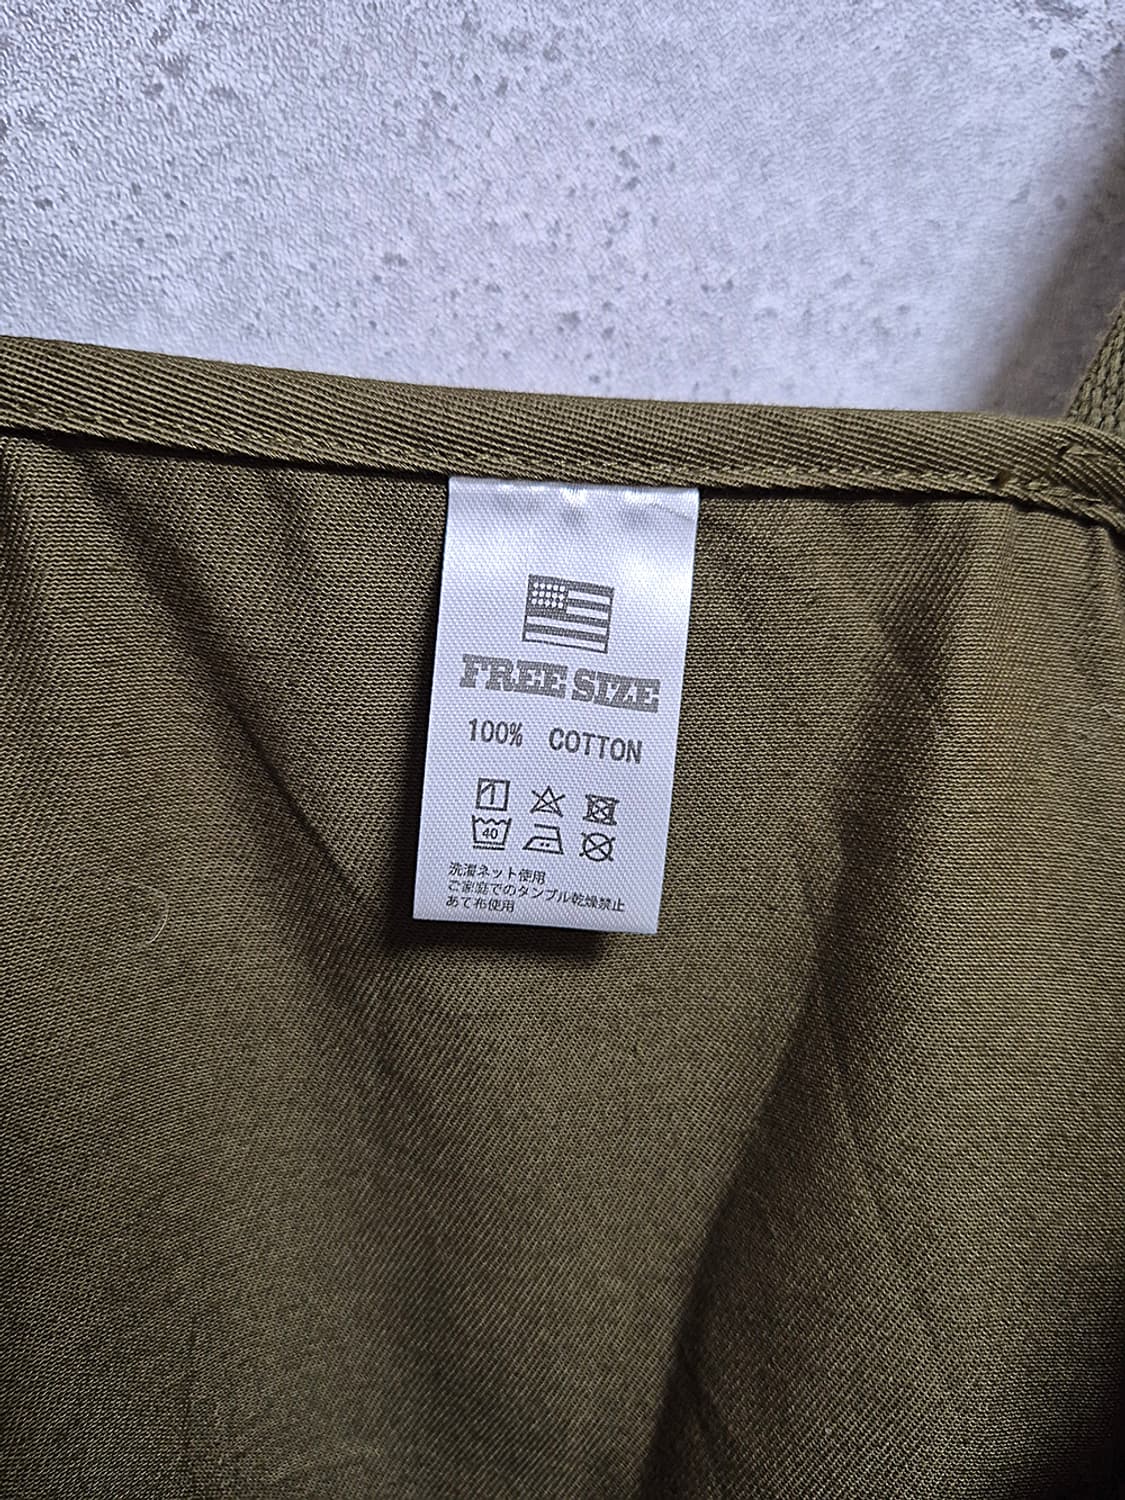 FREE SIZE
100% COTTON
40
洗濯ネット使用
ご家庭でのタンブル乾燥禁止
あて布使用